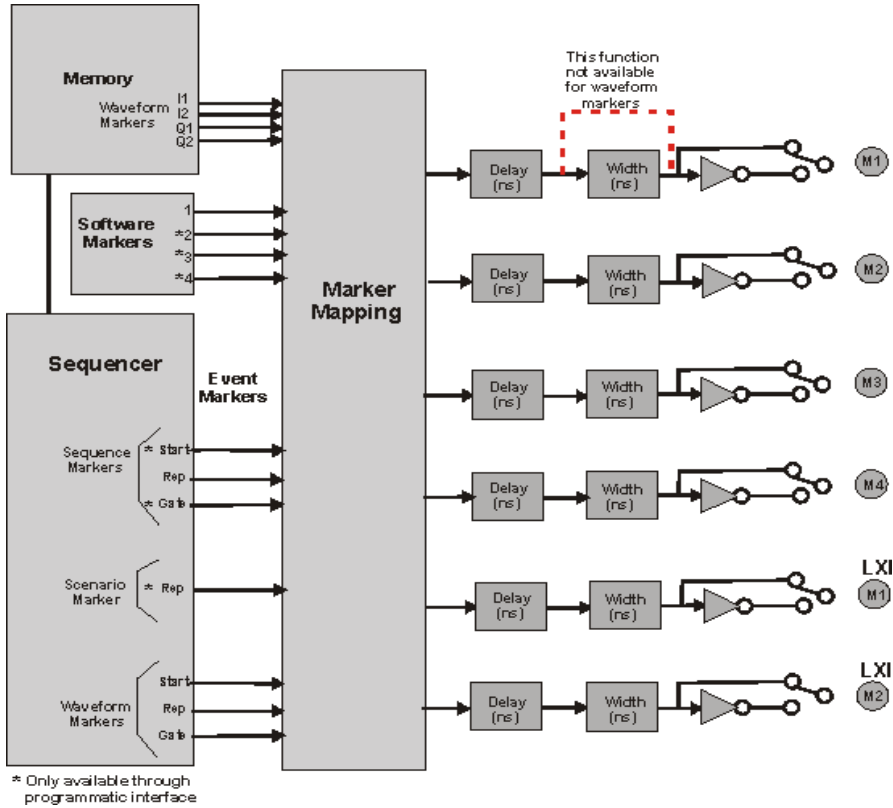 This function
not available
for waveform
markers
Memory
Waveform
Markers
I1
I2
Q1
Q2
Software
Markers
1
*2
*3
*4
Marker
Mapping
Sequencer
Event
Markers
Sequence
Markers
* Start
Rep
* Gate
Scenario
Marker
* Rep
Waveform
Markers
Start
Rep
Gate
* Only available through
programmatic interface
Delay
(ns)
Width
(ns)
M1
Delay
(ns)
Width
(ns)
M2
Delay
(ns)
Width
(ns)
M3
Delay
(ns)
Width
(ns)
M4
Delay
(ns)
Width
(ns)
LXI
M1
Delay
(ns)
Width
(ns)
LXI
M2